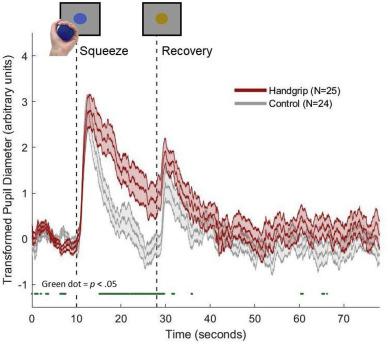 Squeeze
Recovery
Handgrip (N=25)
Control (N=24)
Transformed Pupil Diameter (arbitrary units)
4
3
2
1
0
-1
Green dot = p < .05
0
10
20
30
40
50
60
70
Time (seconds)